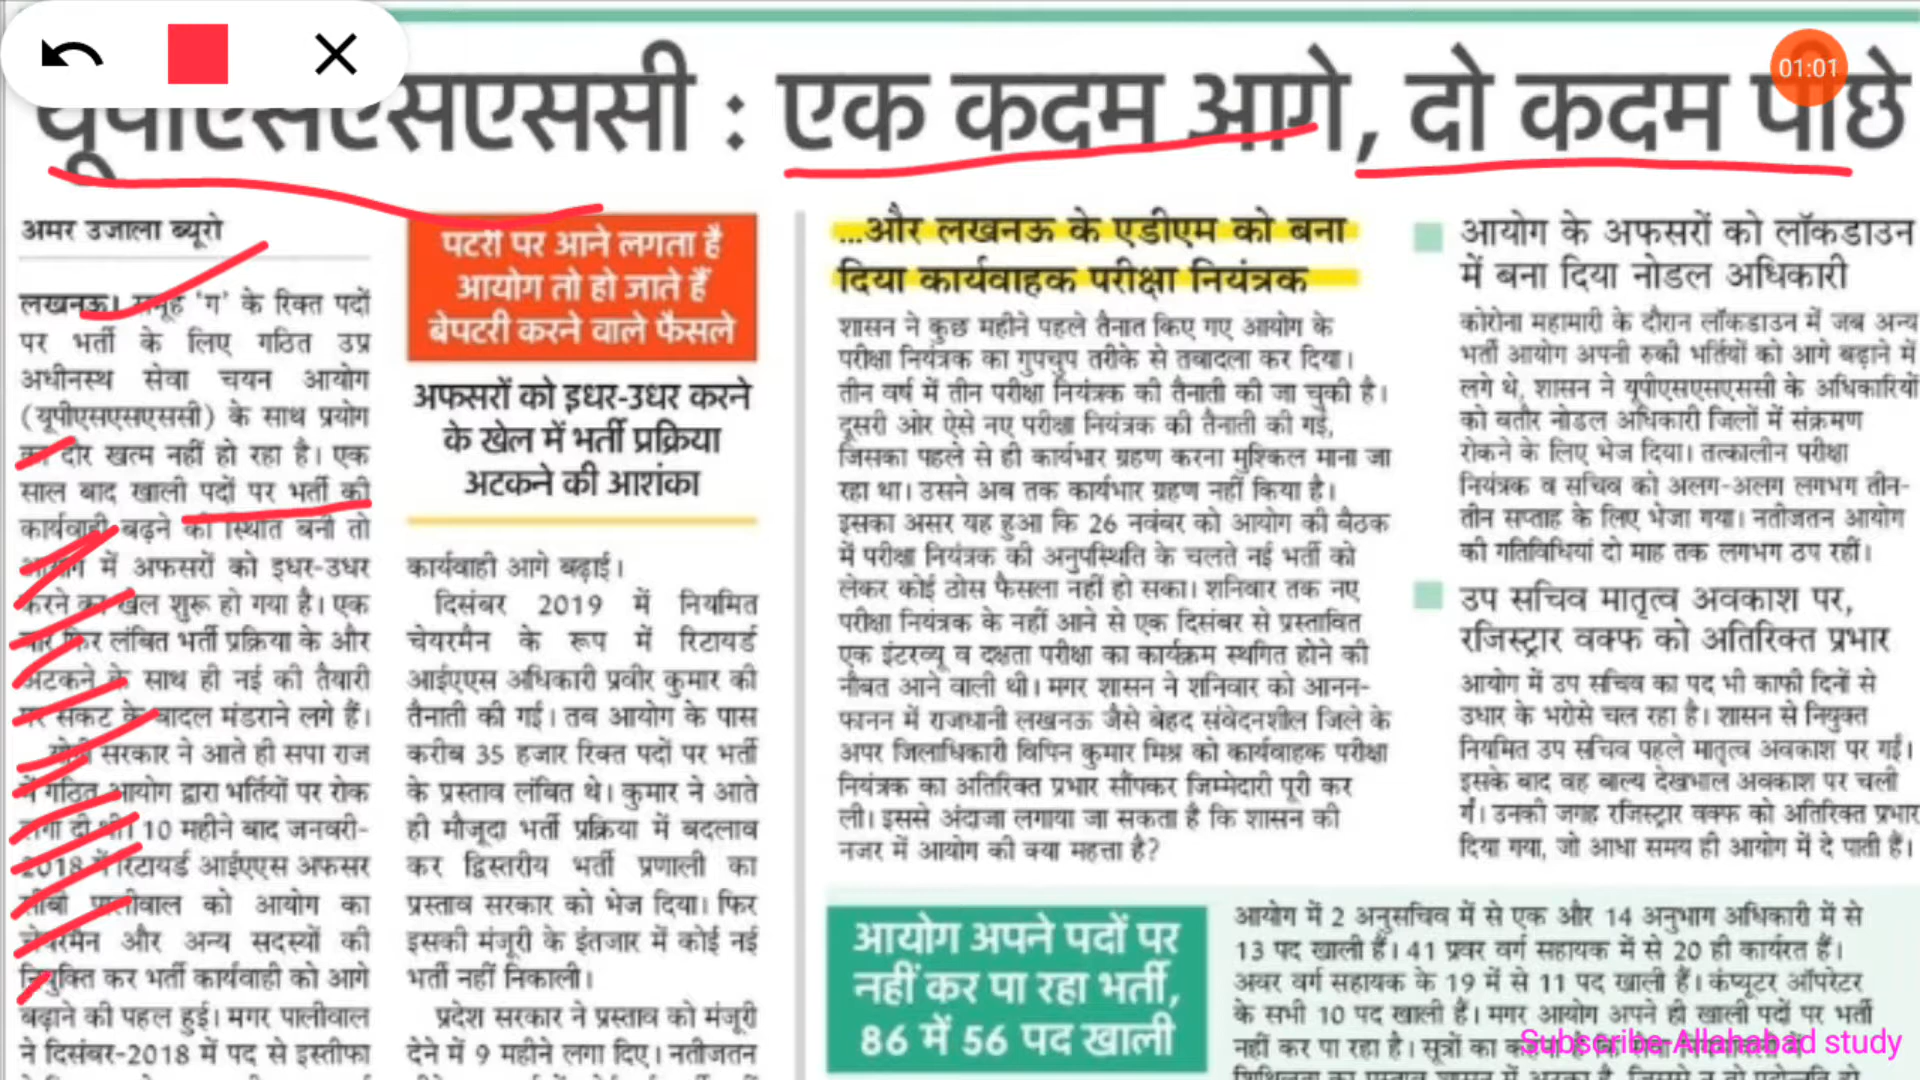 01:01
यूपीएसएसएससी : एक कदम आगे, दो कदम पीछे
अमर उजाला ब्यूरो
लखनऊ। समूह 'ग' के रिक्त पदों
पर भर्ती के लिए गठित उप्र
अधीनस्थ सेवा चयन आयोग
(यूपीएसएसएससी) के साथ प्रयोग
का दौर खत्म नहीं हो रहा है। एक
साल बाद खाली पदों पर भर्ती की
कार्यवाही बढ़ने की स्थिति बनी तो
आयोग में अफसरों को इधर-उधर
करने का खेल शुरू हो गया है। एक
बार फिर लंबित भर्ती प्रक्रिया के और
अटकने के साथ ही नई की तैयारी
पर संकट के बादल मंडराने लगे हैं।
योगी सरकार ने आते ही सपा राज
में गठित आयोग द्वारा भर्तियों पर रोक
लगा दी थी। 10 महीने बाद जनवरी-
2018 में रिटायर्ड आईएएस अफसर
सीबी पालीवाल को आयोग का
चेयरमैन और अन्य सदस्यों की
नियुक्ति कर भर्ती कार्यवाही को आगे
बढ़ाने की पहल हुई। मगर पालीवाल
ने दिसंबर-2018 में पद से इस्तीफा
पटरी पर आने लगता है
आयोग तो हो जाते हैं
बेपटरी करने वाले फैसले
अफसरों को इधर-उधर करने
के खेल में भर्ती प्रक्रिया
अटकने की आशंका
कार्यवाही आगे बढ़ाई।
दिसंबर 2019 में नियमित
चेयरमैन के रूप में रिटायर्ड
आईएएस अधिकारी प्रवीर कुमार की
तैनाती की गई। तब आयोग के पास
करीब 35 हजार रिक्त पदों पर भर्ती
के प्रस्ताव लंबित थे। कुमार ने आते
ही मौजूदा भर्ती प्रक्रिया में बदलाव
कर द्विस्तरीय भर्ती प्रणाली का
प्रस्ताव सरकार को भेज दिया। फिर
इसकी मंजूरी के इंतजार में कोई नई
भर्ती नहीं निकाली।
प्रदेश सरकार ने प्रस्ताव को मंजूरी
देने में 9 महीने लगा दिए। नतीजतन
...और लखनऊ के एडीएम को बना
दिया कार्यवाहक परीक्षा नियंत्रक
शासन ने कुछ महीने पहले तैनात किए गए आयोग के
परीक्षा नियंत्रक का गुपचुप तरीके से तबादला कर दिया।
तीन वर्ष में तीन परीक्षा नियंत्रक की तैनाती की जा चुकी है।
दूसरी ओर ऐसे नए परीक्षा नियंत्रक की तैनाती की गई,
जिसका पहले से ही कार्यभार ग्रहण करना मुश्किल माना जा
रहा था। उसने अब तक कार्यभार ग्रहण नहीं किया है।
इसका असर यह हुआ कि 26 नवंबर को आयोग की बैठक
में परीक्षा नियंत्रक की अनुपस्थिति के चलते नई भर्ती को
लेकर कोई ठोस फैसला नहीं हो सका। शनिवार तक नए
परीक्षा नियंत्रक के नहीं आने से एक दिसंबर से प्रस्तावित
एक इंटरव्यू व दक्षता परीक्षा का कार्यक्रम स्थगित होने की
नौबत आने वाली थी। मगर शासन ने शनिवार को आनन-
फानन में राजधानी लखनऊ जैसे बेहद संवेदनशील जिले के
अपर जिलाधिकारी विपिन कुमार मिश्र को कार्यवाहक परीक्षा
नियंत्रक का अतिरिक्त प्रभार सौंपकर जिम्मेदारी पूरी कर
ली। इससे अंदाजा लगाया जा सकता है कि शासन की
नजर में आयोग की क्या महत्ता है?
आयोग के अफसरों को लॉकडाउन
में बना दिया नोडल अधिकारी
कोरोना महामारी के दौरान लॉकडाउन में जब अन्य
भर्ती आयोग अपनी रुकी भर्तियों को आगे बढ़ाने में
लगे थे, शासन ने यूपीएसएसएससी के अधिकारियों
को बतौर नोडल अधिकारी जिलों में संक्रमण
रोकने के लिए भेज दिया। तत्कालीन परीक्षा
नियंत्रक व सचिव को अलग-अलग लगभग तीन-
तीन सप्ताह के लिए भेजा गया। नतीजतन आयोग
की गतिविधियां दो माह तक लगभग ठप रहीं।
उप सचिव मातृत्व अवकाश पर,
रजिस्ट्रार वक्फ को अतिरिक्त प्रभार
आयोग में उप सचिव का पद भी काफी दिनों से
उधार के भरोसे चल रहा है। शासन से नियुक्त
नियमित उप सचिव पहले मातृत्व अवकाश पर गईं।
इसके बाद वह बाल्य देखभाल अवकाश पर चली
गईं। उनकी जगह रजिस्ट्रार वक्फ को अतिरिक्त प्रभार
दिया गया, जो आधा समय ही आयोग में दे पाती हैं।
आयोग अपने पदों पर
नहीं कर पा रहा भर्ती,
86 में 56 पद खाली
आयोग में 2 अनुसचिव में से एक और 14 अनुभाग अधिकारी में से
13 पद खाली हैं। 41 प्रवर वर्ग सहायक में से 20 ही कार्यरत हैं।
अवर वर्ग सहायक के 19 में से 11 पद खाली हैं। कंप्यूटर ऑपरेटर
के सभी 10 पद खाली हैं। मगर आयोग अपने ही खाली पदों पर भर्ती
नहीं कर पा रहा है। सूत्रों का
Subscribe-Allahabad study